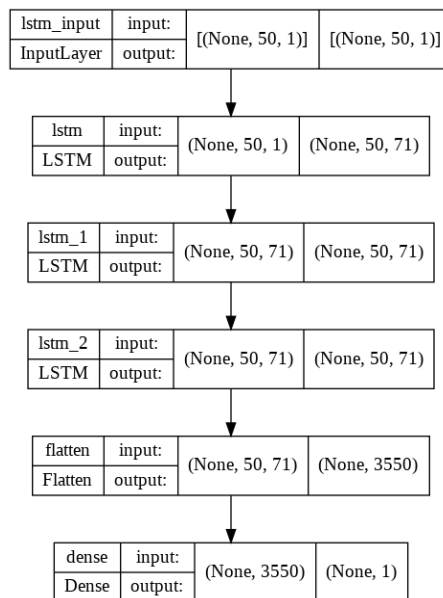 lstm_input input: [(None, 50, 1)] [(None, 50, 1)]
InputLayer output:
lstm input: (None, 50, 1) (None, 50, 71)
LSTM output:
lstm_1 input: (None, 50, 71) (None, 50, 71)
LSTM output:
lstm_2 input: (None, 50, 71) (None, 50, 71)
LSTM output:
flatten input: (None, 50, 71) (None, 3550)
Flatten output:
dense input: (None, 3550) (None, 1)
Dense output: